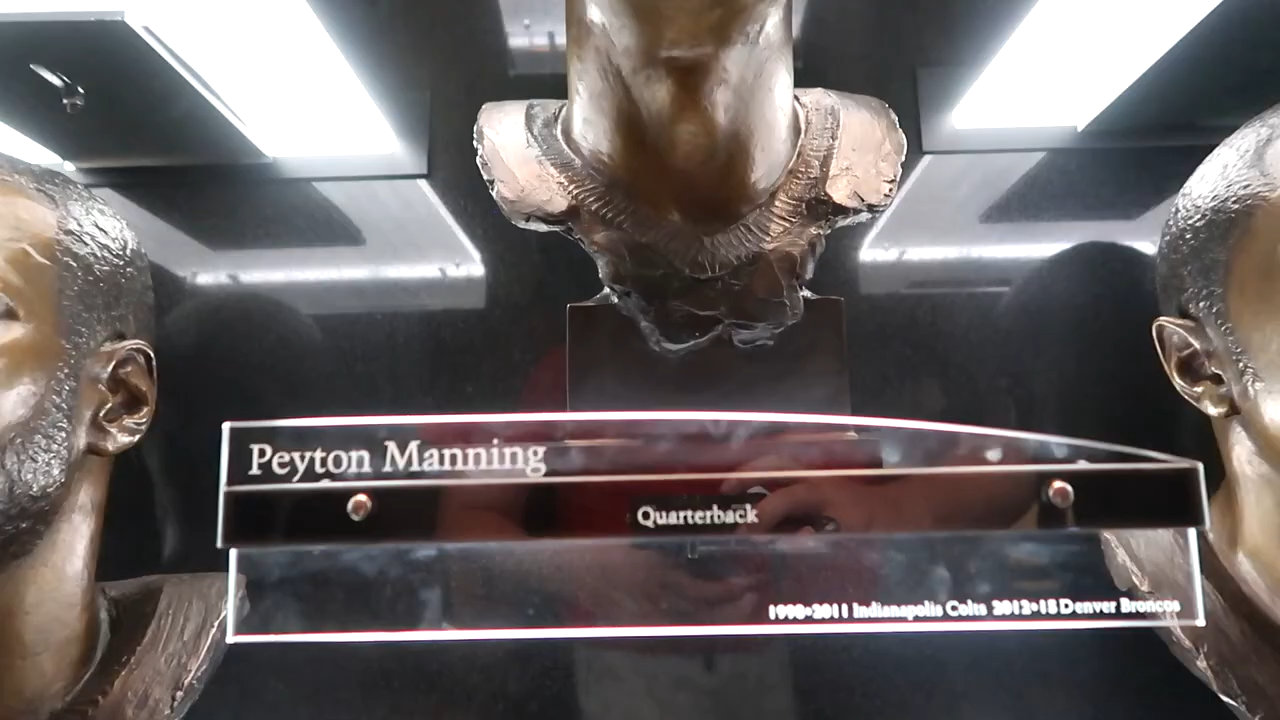 Peyton Manning
Quarterback
1998•2011 Indianapolis Colts 2012•15 Denver Broncos